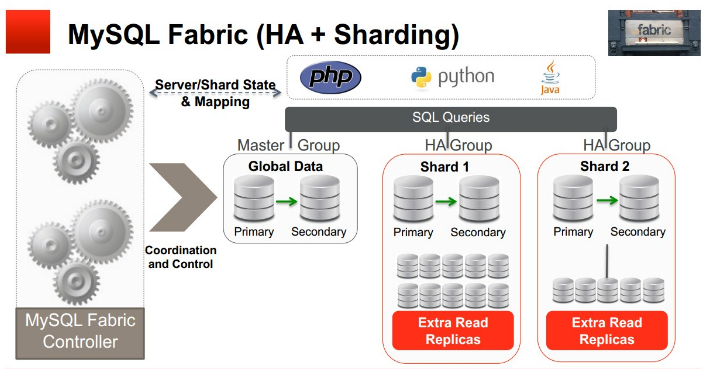 MySQL Fabric (HA + Sharding)
fabric
Server/Shard State
& Mapping
php
python
Java
SQL Queries
Master Group
HA Group
HA Group
Global Data
Shard 1
Shard 2
Primary Secondary
Primary Secondary
Primary Secondary
Coordination
and Control
MySQL Fabric
Controller
Extra Read
Replicas
Extra Read
Replicas